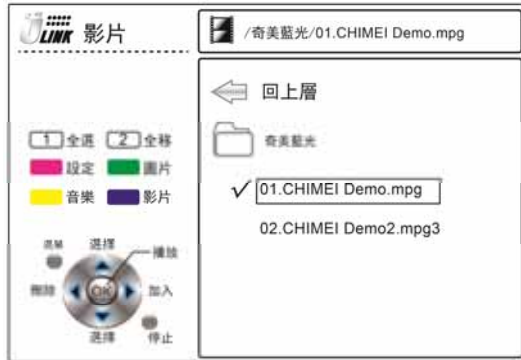 JLINK 影片
/奇美藍光/01.CHIMEI Demo.mpg
回上層
奇美藍光
✓ 01.CHIMEI Demo.mpg
02.CHIMEI Demo2.mpg3
1 全選 2 全移
設定 圖片
音樂 影片
選單 選擇 播放
刪除 OK 加入
選擇 停止